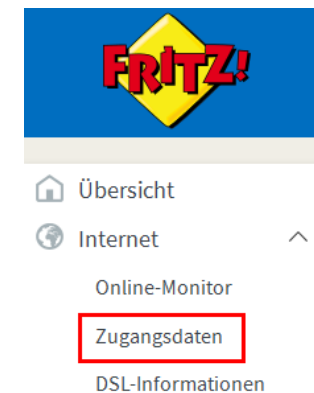 FRITZ!
Übersicht
Internet
Online-Monitor
Zugangsdaten
DSL-Informationen